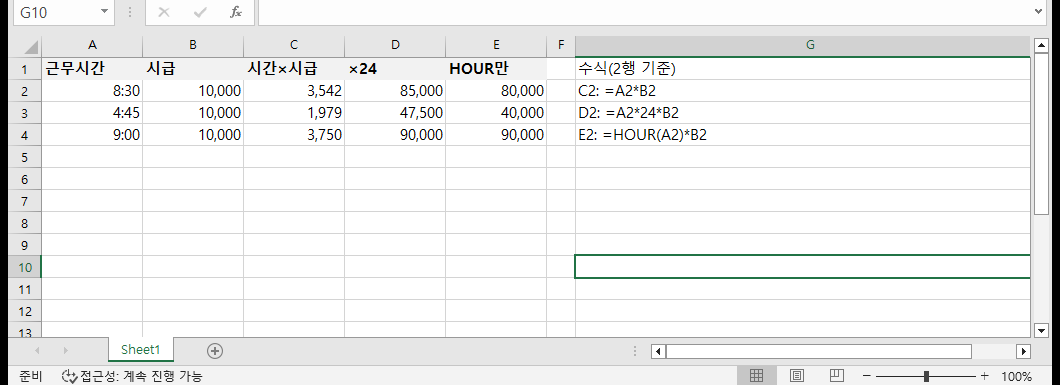 G10 fx
A B C D E F G
1 근무시간 시급 시간×시급 ×24 HOUR만 수식(2행 기준)
2 8:30 10,000 3,542 85,000 80,000 C2: =A2*B2
3 4:45 10,000 1,979 47,500 40,000 D2: =A2*24*B2
4 9:00 10,000 3,750 90,000 90,000 E2: =HOUR(A2)*B2
5
6
7
8
9
10
11
12
13
Sheet1
준비 접근성: 계속 진행 가능 100%